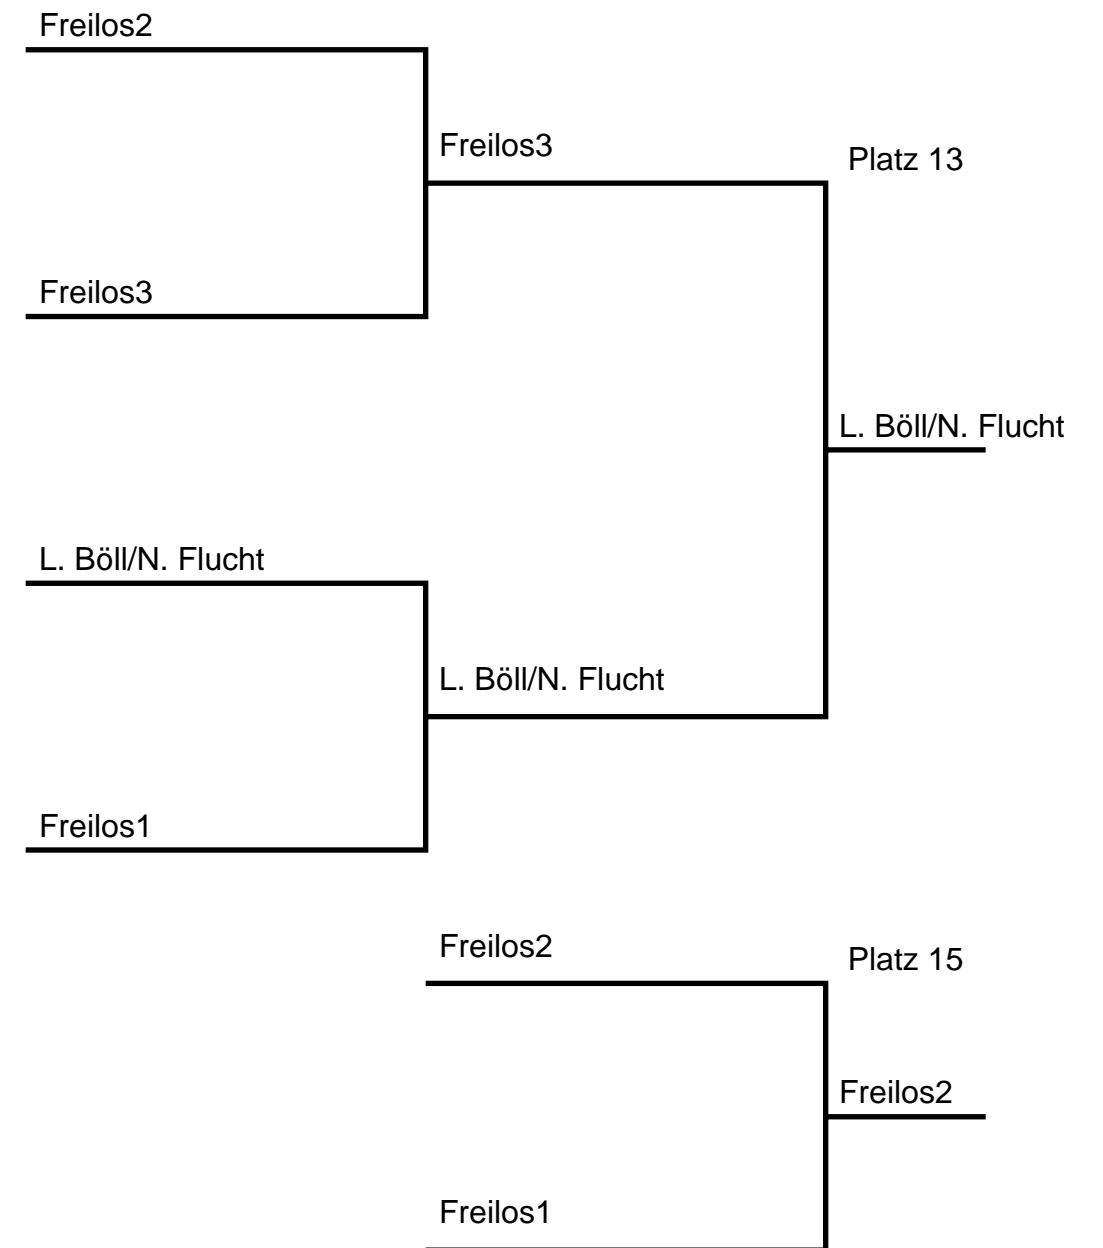 Freilos2
Freilos3
Platz 13
Freilos3
L. Böll/N. Flucht
L. Böll/N. Flucht
L. Böll/N. Flucht
Freilos1
Freilos2
Platz 15
Freilos2
Freilos1